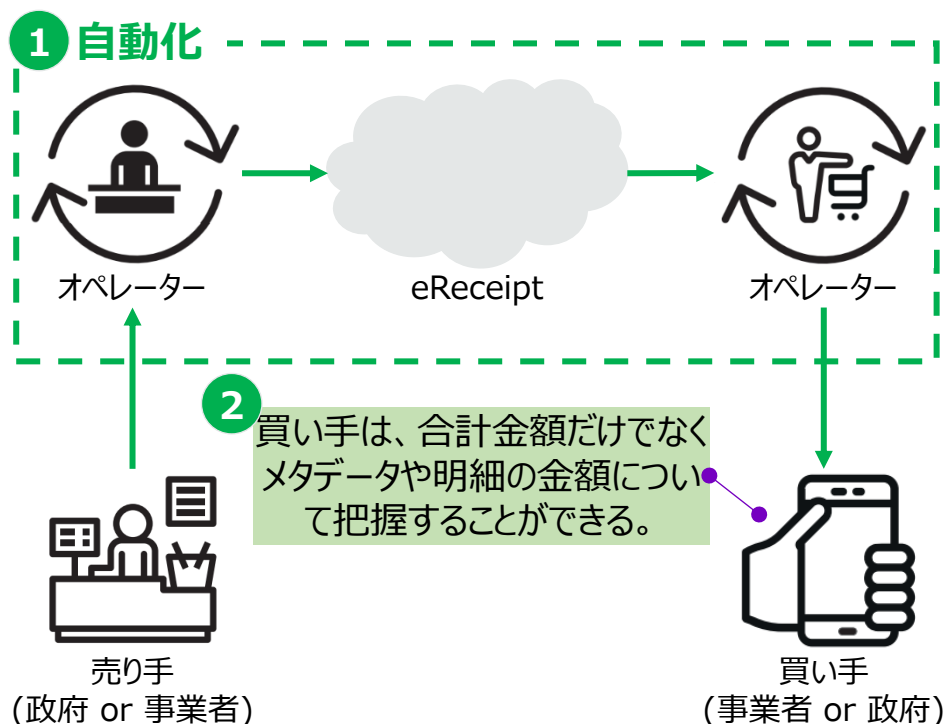 1 自動化
オペレーター
eReceipt
オペレーター
2
買い手は、合計金額だけでなく
メタデータや明細の金額につい
て把握することができる。
売り手
(政府 or 事業者)
買い手
(事業者 or 政府)